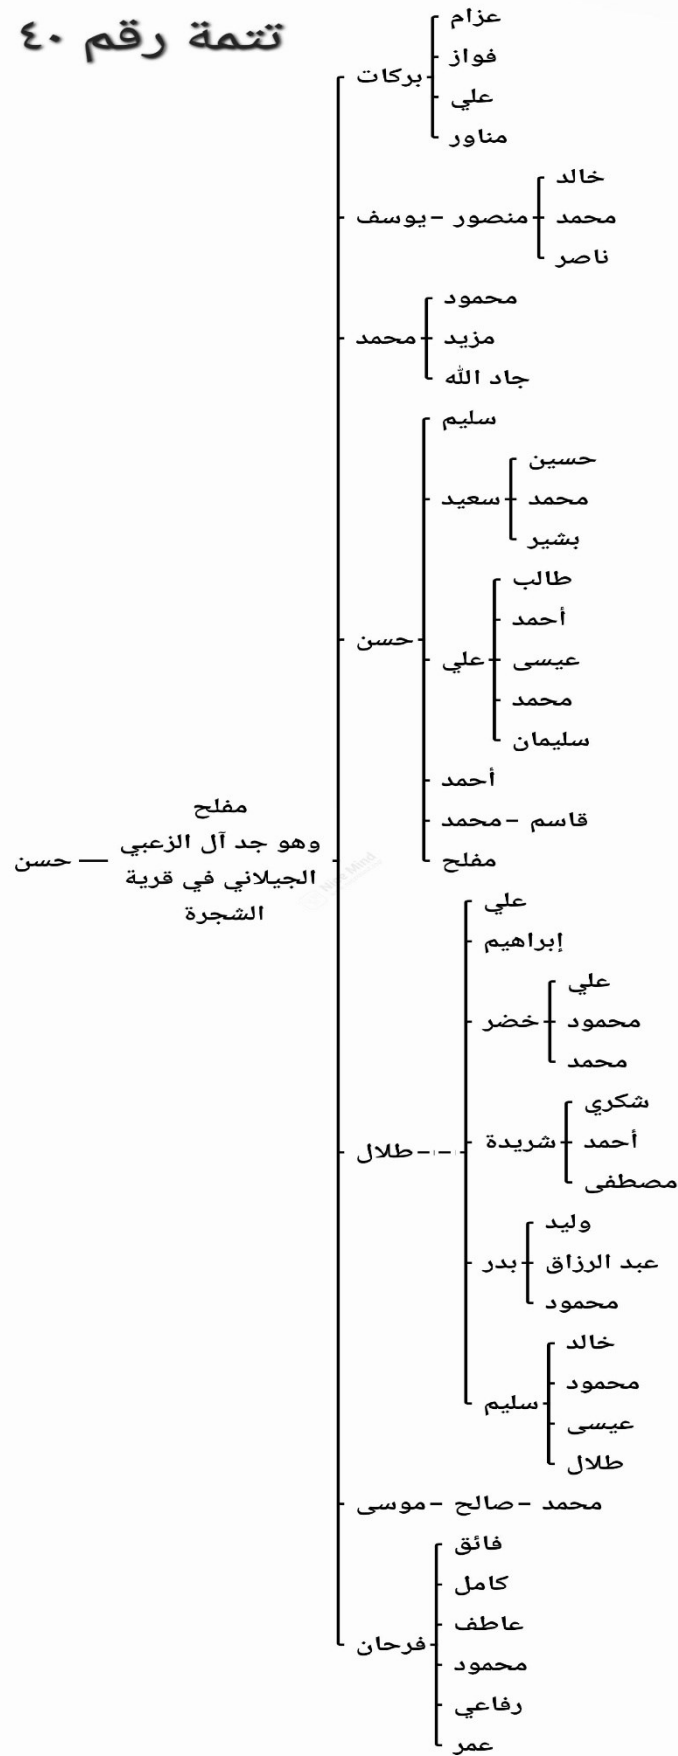 تتمة رقم ٤٠
عزام
فواز
بركات
علي
مناور
خالد
يوسف – منصور
محمد
ناصر
محمود
محمد
مزيد
جاد الله
سليم
حسين
سعيد
محمد
بشير
طالب
أحمد
حسن
علي
عيسى
محمد
سليمان
أحمد
محمد – قاسم
مفلح
حسن — مفلح
وهو جد آل الزعبي
الجيلاني في قرية
الشجرة
Nice Mind
علي
إبراهيم
علي
خضر
محمود
محمد
شكري
طلال
شريدة
أحمد
مصطفى
وليد
بدر
عبد الرزاق
محمود
خالد
محمود
سليم
عيسى
طلال
موسى – صالح – محمد
فائق
كامل
عاطف
فرحان
محمود
رفاعي
عمر